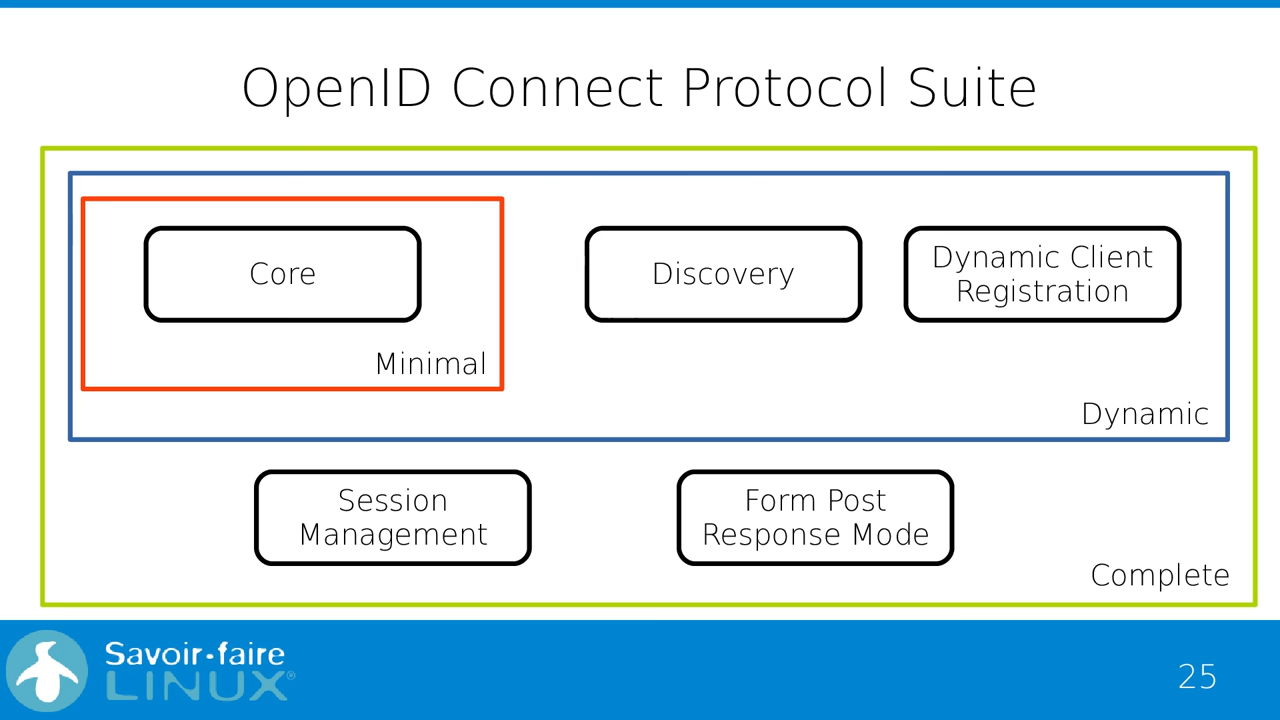 OpenID Connect Protocol Suite
Core
Discovery
Dynamic Client
Registration
Minimal
Dynamic
Session
Management
Form Post
Response Mode
Complete
Savoir-faire
LINUX®
25